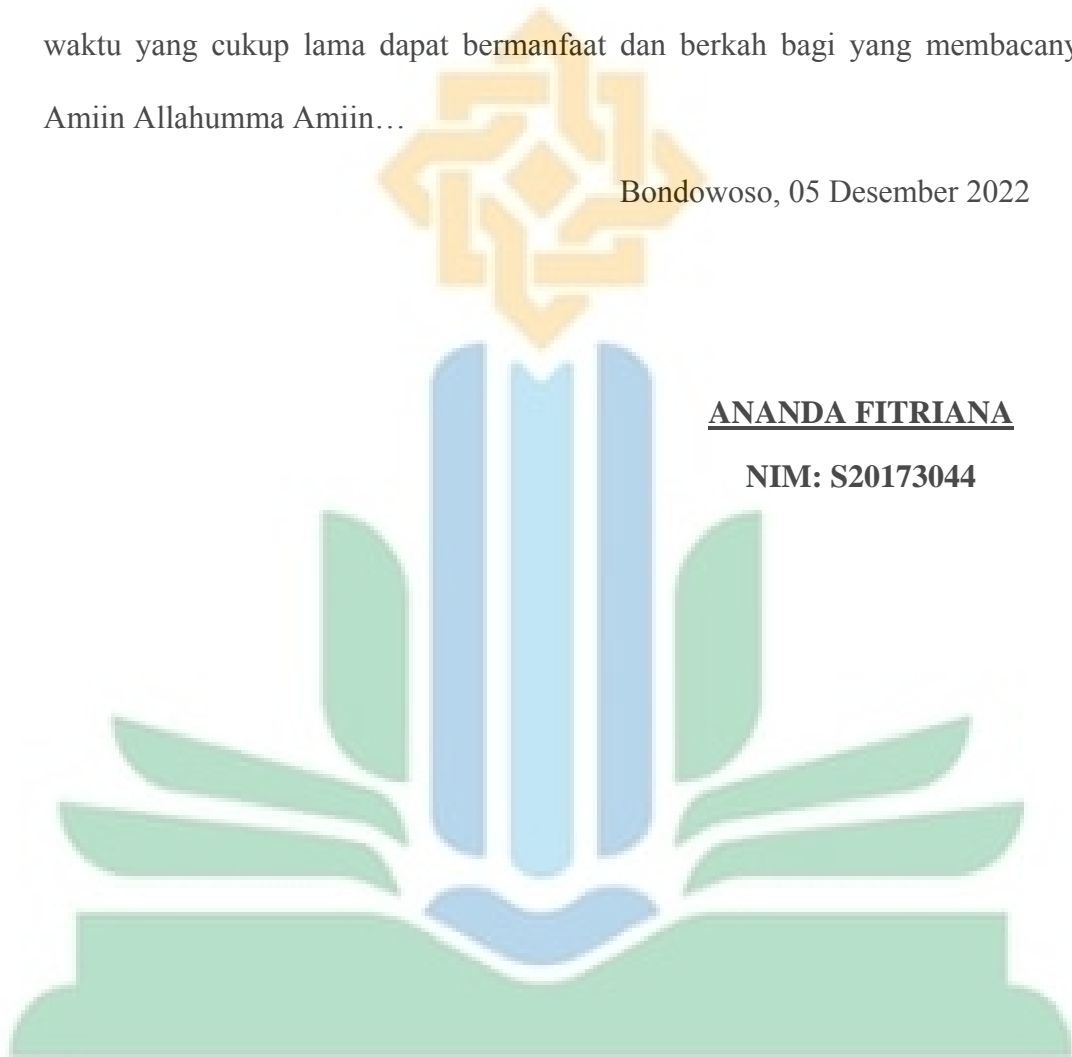 waktu yang cukup lama dapat bermanfaat dan berkah bagi yang membacany
Amiin Allahumma Amiin…
Bondowoso, 05 Desember 2022
ANANDA FITRIANA
NIM: S20173044